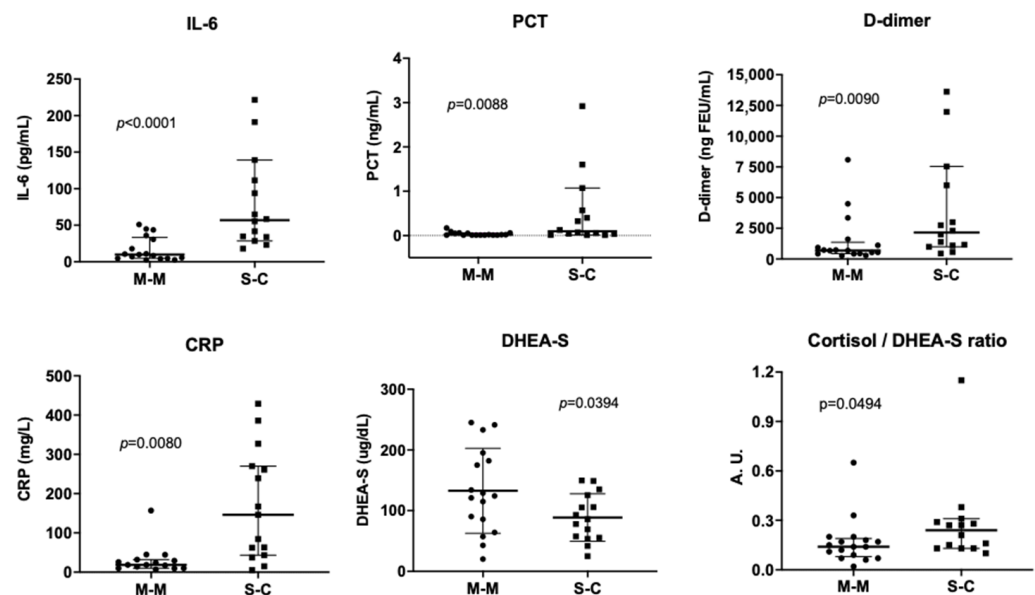 IL-6
IL-6 (pg/mL)
250
200
150
100
50
0
p<0.0001
M-M
S-C
PCT
PCT (ng/mL)
4
3
2
1
0
p=0.0088
M-M
S-C
D-dimer
D-dimer (ng FEU/mL)
15,000
12,500
10,000
7 500
5 000
2 500
0
p=0.0090
M-M
S-C
CRP
CRP (mg/L)
500
400
300
200
100
0
p=0.0080
M-M
S-C
DHEA-S
DHEA-S (ug/dL)
300
200
100
0
p=0.0394
M-M
S-C
Cortisol / DHEA-S ratio
A. U.
1.2
0.9
0.6
0.3
0.0
p=0.0494
M-M
S-C